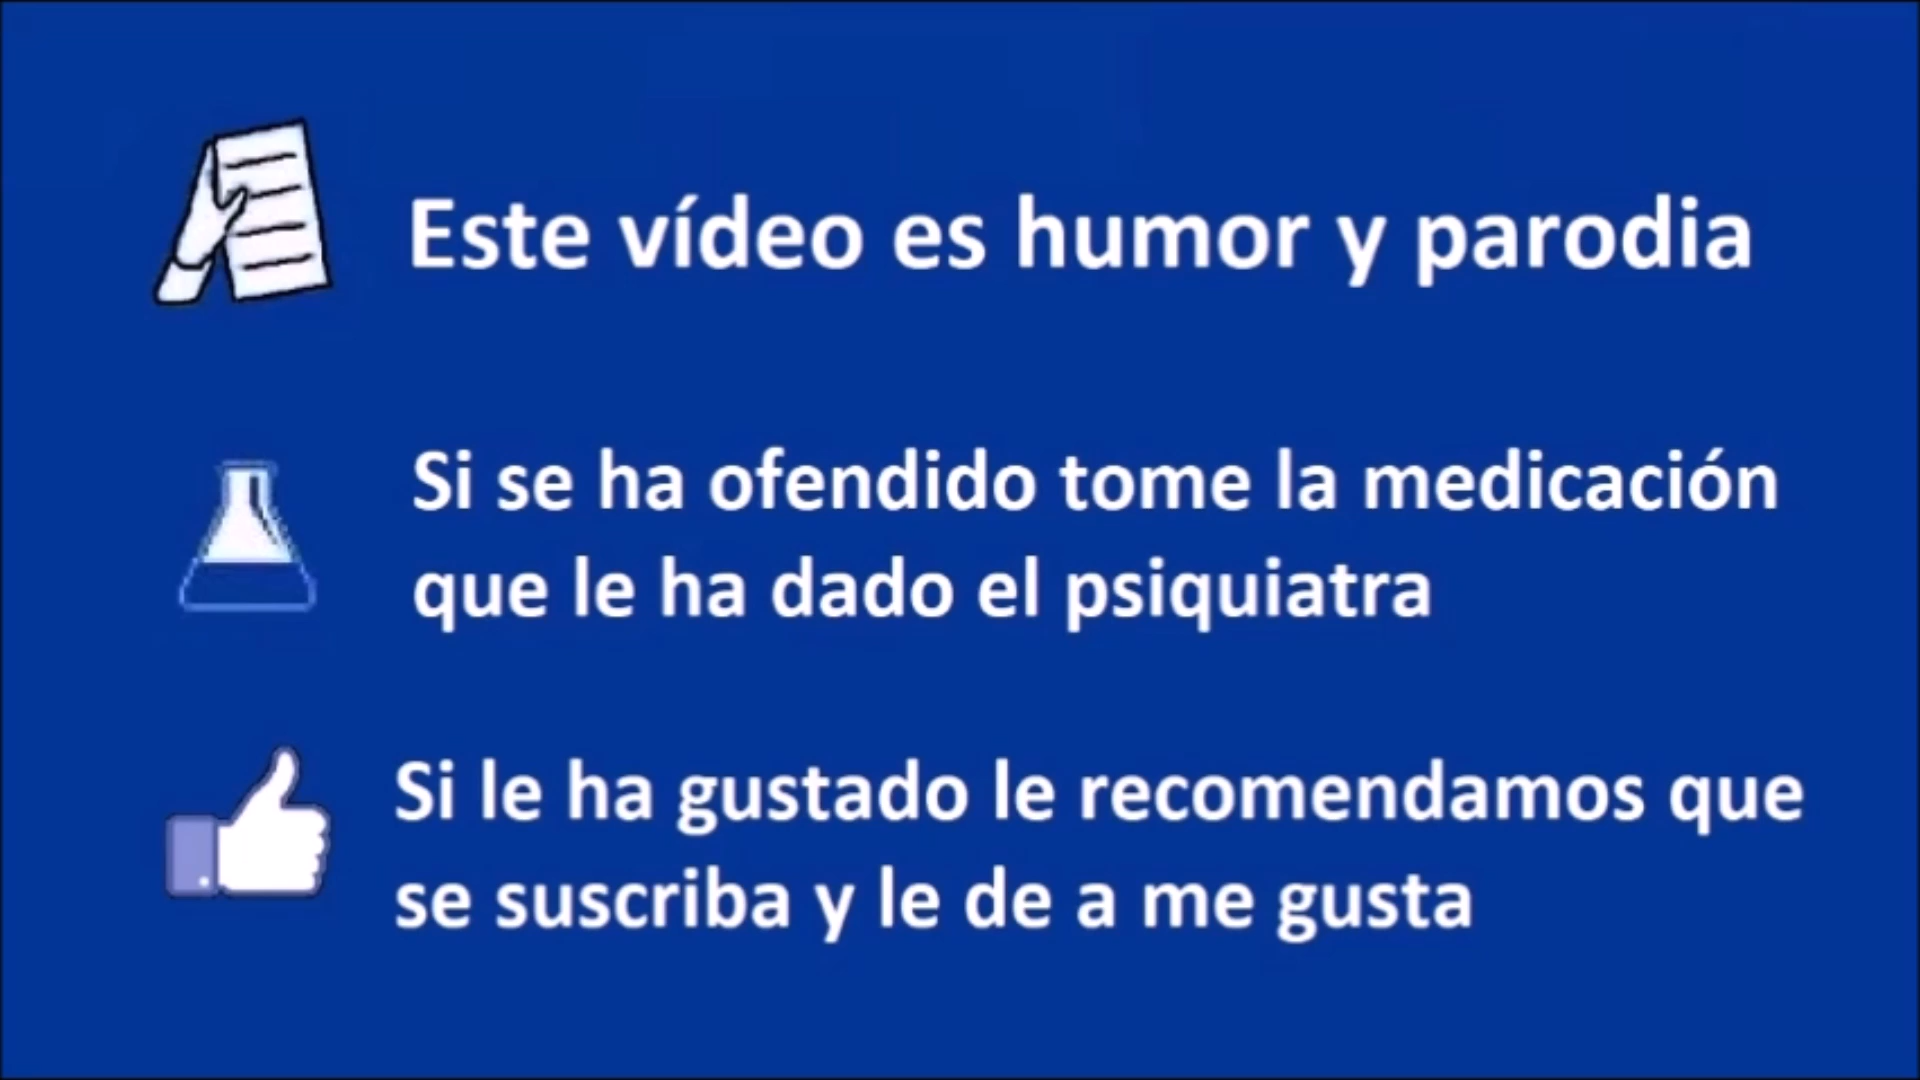 Este vídeo es humor y parodia
Si se ha ofendido tome la medicación
que le ha dado el psiquiatra
Si le ha gustado le recomendamos que
se suscriba y le de a me gusta